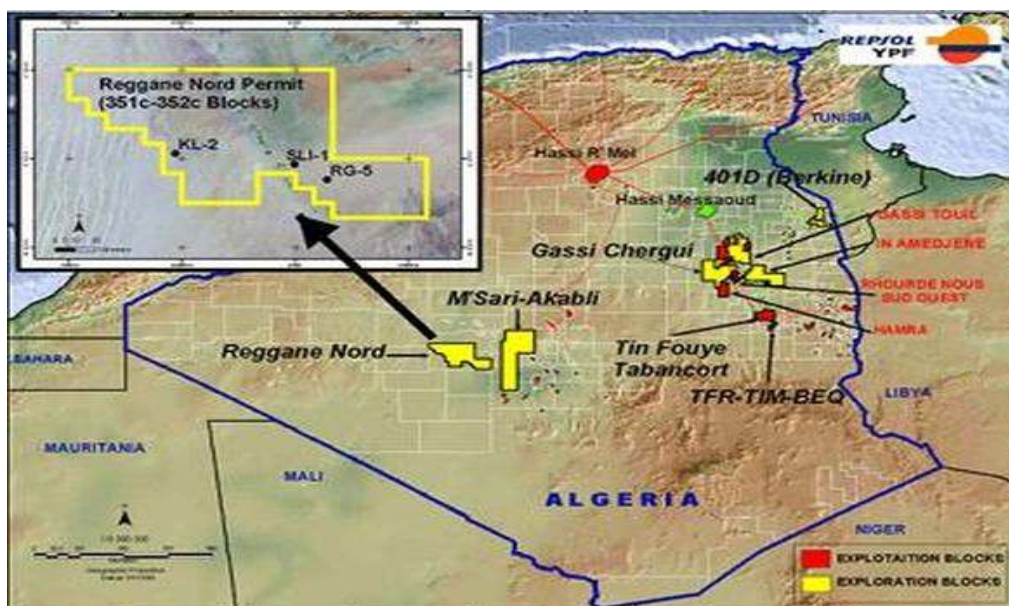 Reggane Nord Permit
(351c-352c Blocks)
KL-2
SLI-1
RG-5
REPSOL
YPF
TUNISIA
Hassi R' Mel
401D (Berkine)
Hassi Messaoud
GASSI TOUIL
Gassi Chergui
IN AMEDJENE
RHOURDE NOUS
SUD OUEST
M'Sari-Akabli
HAMRA
Reggane Nord
Tin Fouye
Tabancort
SAHARA
TFR-TIM-BEQ
LIBYA
MAURITANIA
MALI
ALGERIA
NIGER
EXPLOTAITION BLOCKS
EXPLORATION BLOCKS